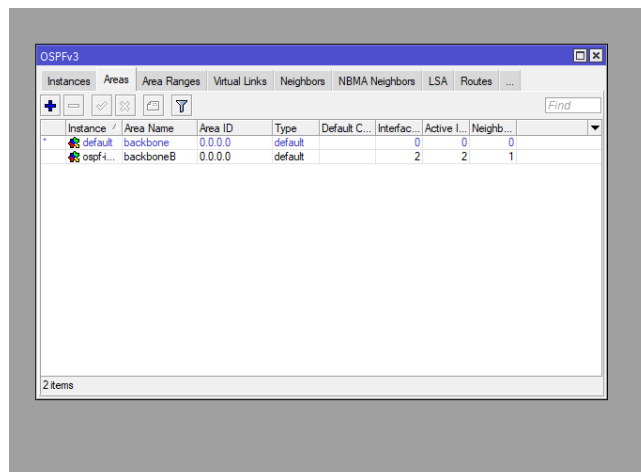 OSPFv3
Instances Areas Area Ranges Virtual Links Neighbors NBMA Neighbors LSA Routes ...
Find
Instance / Area Name Area ID Type Default C... Interfac... Active I... Neighb...
* default backbone 0.0.0.0 default 0 0 0
ospf-i... backboneB 0.0.0.0 default 2 2 1
2 items